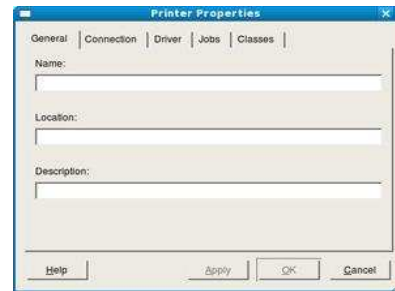 Printer Properties
General Connection Driver Jobs Classes
Name:
Location:
Description:
Help Apply OK Cancel